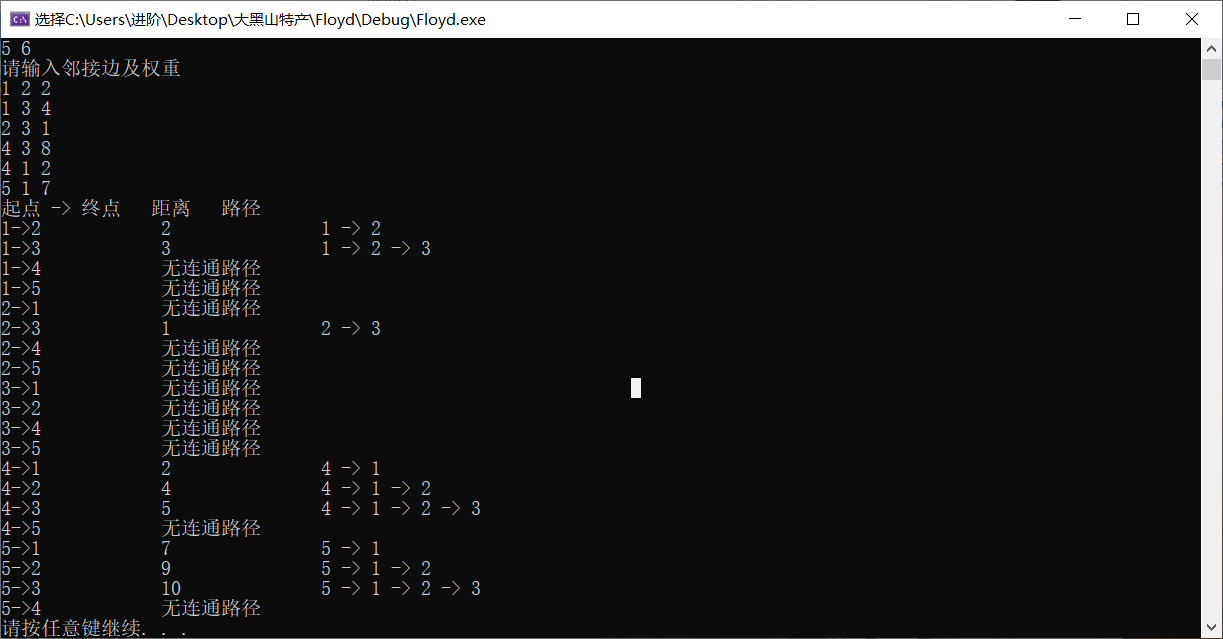 选择C:\Users\进阶\Desktop\大黑山特产\Floyd\Debug\Floyd.exe
5 6
请输入邻接边及权重
1 2 2
1 3 4
2 3 1
4 3 8
4 1 2
5 1 7
起点 -> 终点 距离 路径
1->2 2 1 -> 2
1->3 3 1 -> 2 -> 3
1->4 无连通路径
1->5 无连通路径
2->1 无连通路径
2->3 1 2 -> 3
2->4 无连通路径
2->5 无连通路径
3->1 无连通路径
3->2 无连通路径
3->4 无连通路径
3->5 无连通路径
4->1 2 4 -> 1
4->2 4 4 -> 1 -> 2
4->3 5 4 -> 1 -> 2 -> 3
4->5 无连通路径
5->1 7 5 -> 1
5->2 9 5 -> 1 -> 2
5->3 10 5 -> 1 -> 2 -> 3
5->4 无连通路径
请按任意键继续. . .